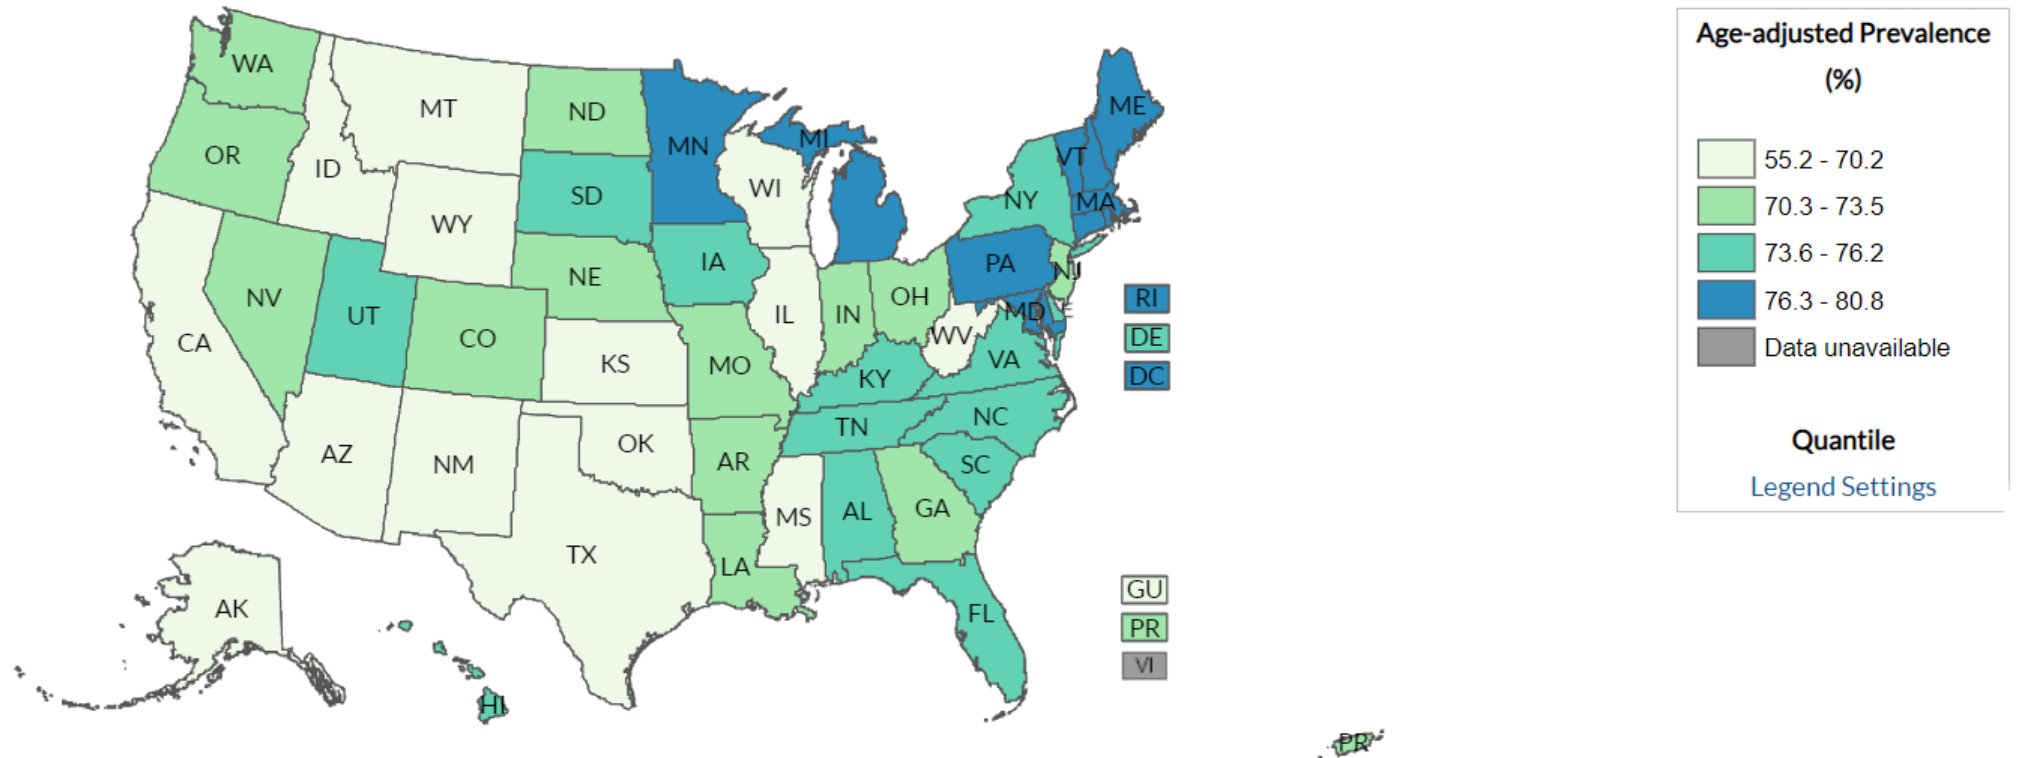 WA
MT
ND
MN
MI
ME
OR
ID
SD
WI
VT
NY
MA
WY
IA
PA
NE
NJ
NV
UT
CO
IL
IN
OH
MD
E
WV
VA
CA
KS
MO
KY
RI
DE
DC
TN
NC
AZ
NM
OK
AR
SC
MS
AL
GA
TX
LA
FL
AK
HI
GU
PR
VI
PR
Age-adjusted Prevalence
(%)
55.2 - 70.2
70.3 - 73.5
73.6 - 76.2
76.3 - 80.8
Data unavailable
Quantile
Legend Settings